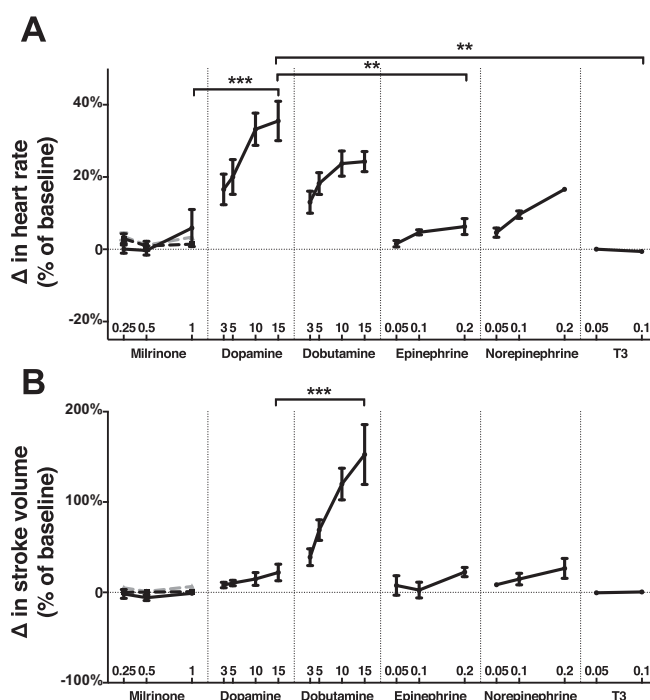 A
**
**
***
Δ in heart rate
(% of baseline)
40%
20%
0
-20%
0.25 0.5 1 3 5 10 15 3 5 10 15 0.05 0.1 0.2 0.05 0.1 0.2 0.05 0.1
Milrinone Dopamine Dobutamine Epinephrine Norepinephrine T3
B
***
Δ in stroke volume
(% of baseline)
200%
100%
0
-100%
0.25 0.5 1 3 5 10 15 3 5 10 15 0.05 0.1 0.2 0.05 0.1 0.2 0.05 0.1
Milrinone Dopamine Dobutamine Epinephrine Norepinephrine T3